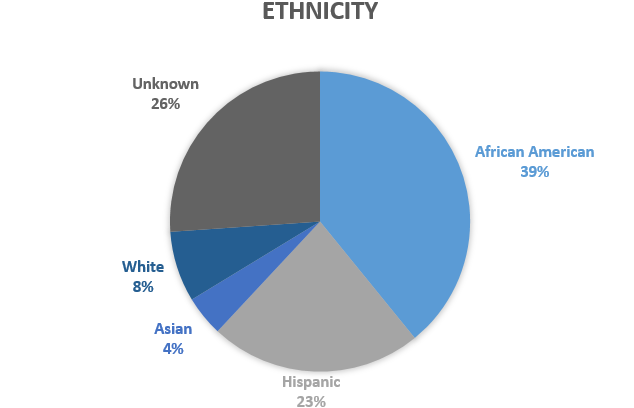 ETHNICITY
Unknown
26%
African American
39%
White
8%
Asian
4%
Hispanic
23%